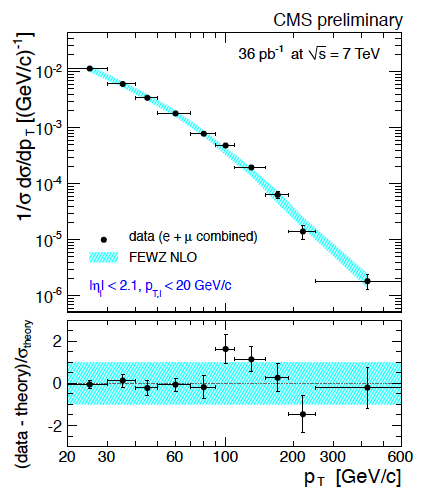 CMS preliminary
36 pb⁻¹ at √s = 7 TeV
1/σ dσ/dp_T [(GeV/c)⁻¹]
10⁻²
10⁻³
10⁻⁴
10⁻⁵
10⁻⁶
data (e + μ combined)
FEWZ NLO
|η_l| < 2.1, p_T,l < 20 GeV/c
(data - theory)/σ_theory
2
0
-2
20 30 60 100 200 300 600
p_T [GeV/c]